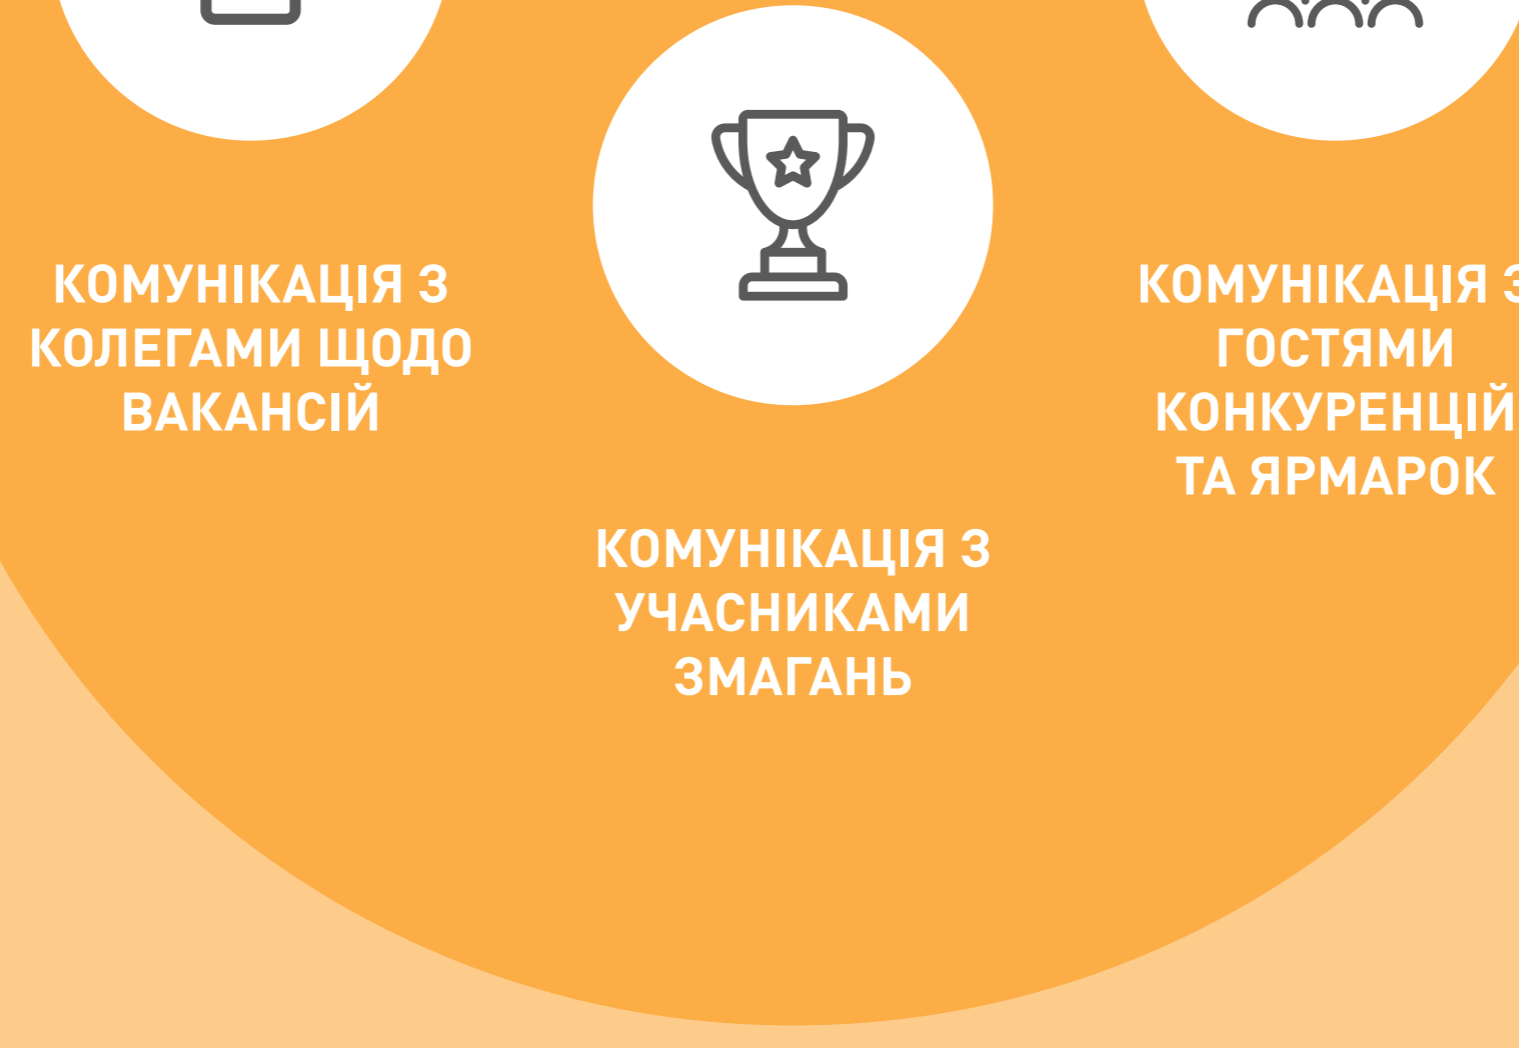 КОМУНІКАЦІЯ З
КОЛЕГАМИ ЩОДО
ВАКАНСІЙ
КОМУНІКАЦІЯ З
УЧАСНИКАМИ
ЗМАГАНЬ
КОМУНІКАЦІЯ З
ГОСТЯМИ
КОНКУРЕНЦІЙ
ТА ЯРМАРОК